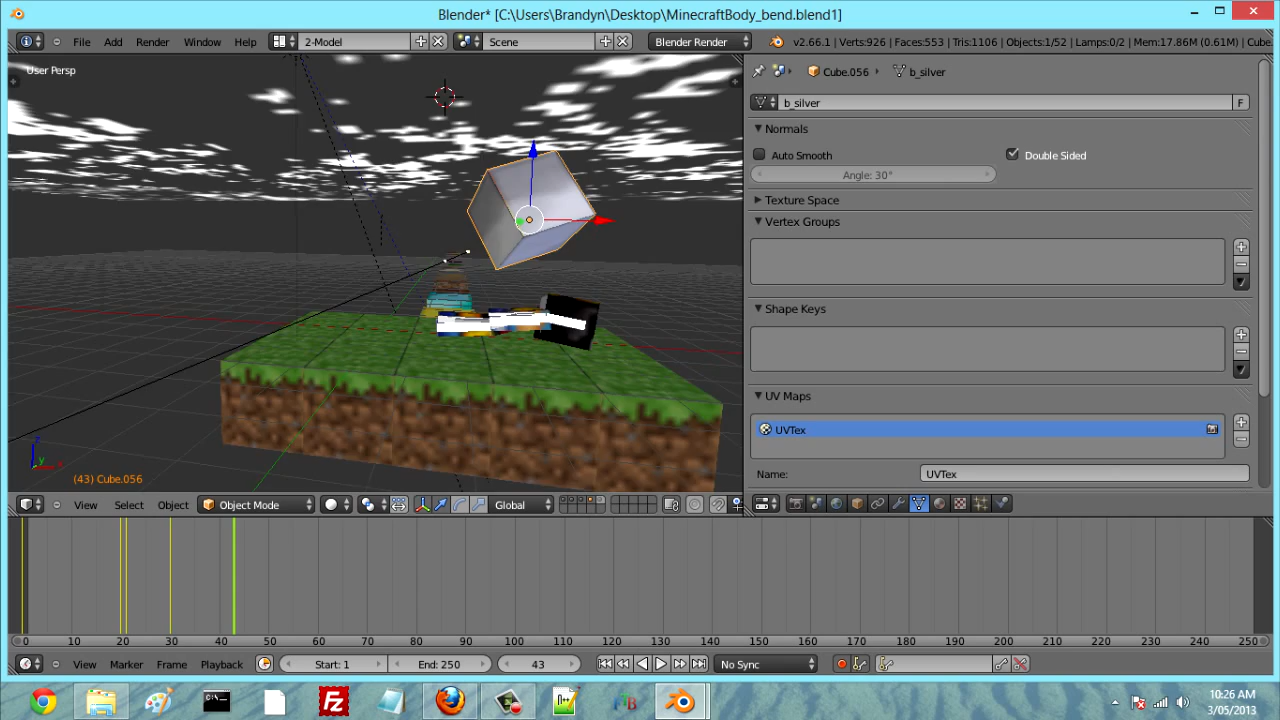 Blender* [C:\Users\Brandyn\Desktop\MinecraftBody_bend.blend1]
File Add Render Window Help 2-Model Scene Blender Render v2.66.1 | Verts:926 | Faces:553 | Tris:1106 | Objects:1/52 | Lamps:0/2 | Mem:17.86M (0.61M) | Cube.
User Persp
Cube.056 b_silver
b_silver F
Normals
Auto Smooth Double Sided
Angle: 30°
Texture Space
Vertex Groups
Shape Keys
UV Maps
UVTex
Name: UVTex
z
y
x
(43) Cube.056
View Select Object Object Mode Global
0 10 20 30 40 50 60 70 80 90 100 110 120 130 140 150 160 170 180 190 200 210 220 230 240 250
View Marker Frame Playback Start: 1 End: 250 43 No Sync
10:26 AM
3/05/2013